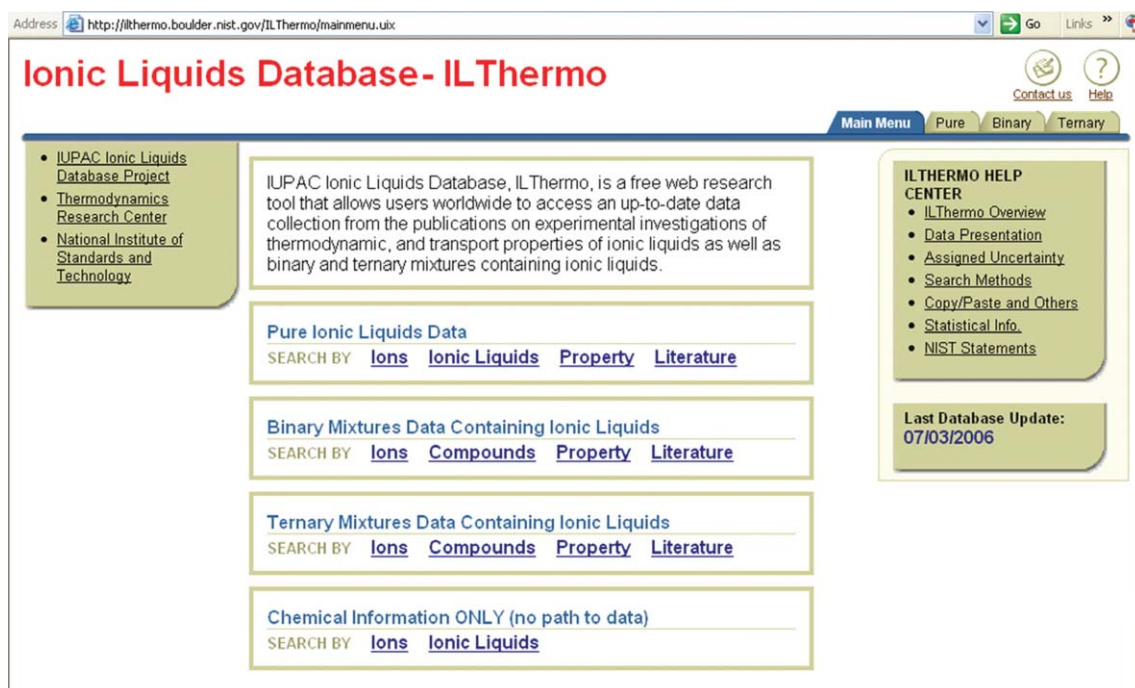 Address http://ilthermo.boulder.nist.gov/ILThermo/mainmenu.uix Go Links »
Ionic Liquids Database- ILThermo
Contact us Help
Main Menu Pure Binary Ternary
IUPAC Ionic Liquids
Database Project
Thermodynamics
Research Center
National Institute of
Standards and
Technology
IUPAC Ionic Liquids Database, ILThermo, is a free web research
tool that allows users worldwide to access an up-to-date data
collection from the publications on experimental investigations of
thermodynamic, and transport properties of ionic liquids as well as
binary and ternary mixtures containing ionic liquids.
Pure Ionic Liquids Data
SEARCH BY Ions Ionic Liquids Property Literature
Binary Mixtures Data Containing Ionic Liquids
SEARCH BY Ions Compounds Property Literature
Ternary Mixtures Data Containing Ionic Liquids
SEARCH BY Ions Compounds Property Literature
Chemical Information ONLY (no path to data)
SEARCH BY Ions Ionic Liquids
ILTHERMO HELP
CENTER
ILThermo Overview
Data Presentation
Assigned Uncertainty
Search Methods
Copy/Paste and Others
Statistical Info.
NIST Statements
Last Database Update:
07/03/2006